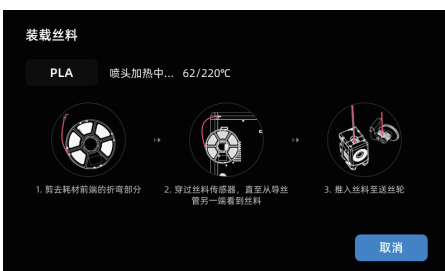 装载丝料
PLA 喷头加热中... 62/220℃
1. 剪去耗材前端的折弯部分
2. 穿过丝料传感器，直至从导丝
管另一端看到丝料
3. 推入丝料至送丝轮
取消